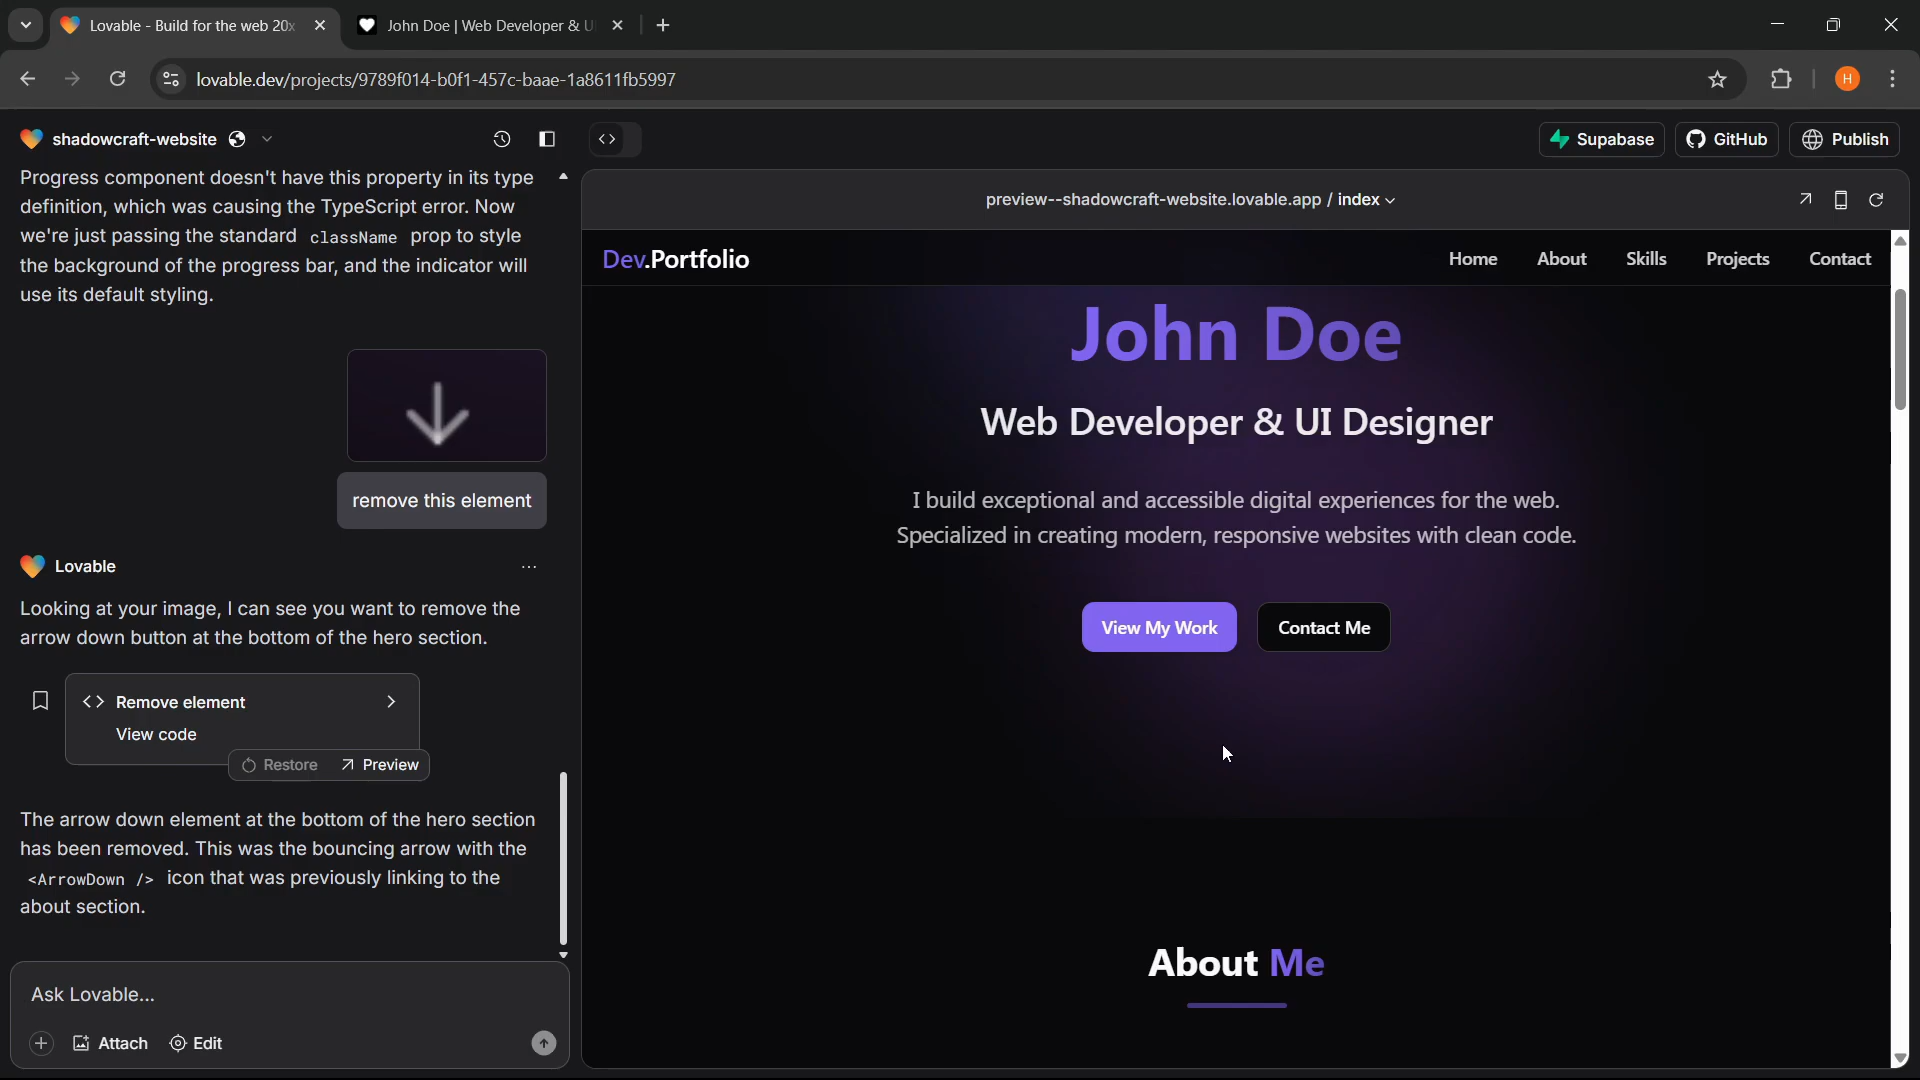 Lovable - Build for the web 20x
John Doe | Web Developer & U
lovable.dev/projects/9789f014-b0f1-457c-baae-1a8611fb5997
H
shadowcraft-website
Supabase
GitHub
Publish
Progress component doesn't have this property in its type
definition, which was causing the TypeScript error. Now
we're just passing the standard className prop to style
the background of the progress bar, and the indicator will
use its default styling.
remove this element
Lovable
Looking at your image, I can see you want to remove the
arrow down button at the bottom of the hero section.
Remove element
View code
Restore
Preview
The arrow down element at the bottom of the hero section
has been removed. This was the bouncing arrow with the
<ArrowDown /> icon that was previously linking to the
about section.
Ask Lovable...
Attach
Edit
preview--shadowcraft-website.lovable.app / index
Dev.Portfolio
Home
About
Skills
Projects
Contact
John Doe
Web Developer & UI Designer
I build exceptional and accessible digital experiences for the web.
Specialized in creating modern, responsive websites with clean code.
View My Work
Contact Me
About Me